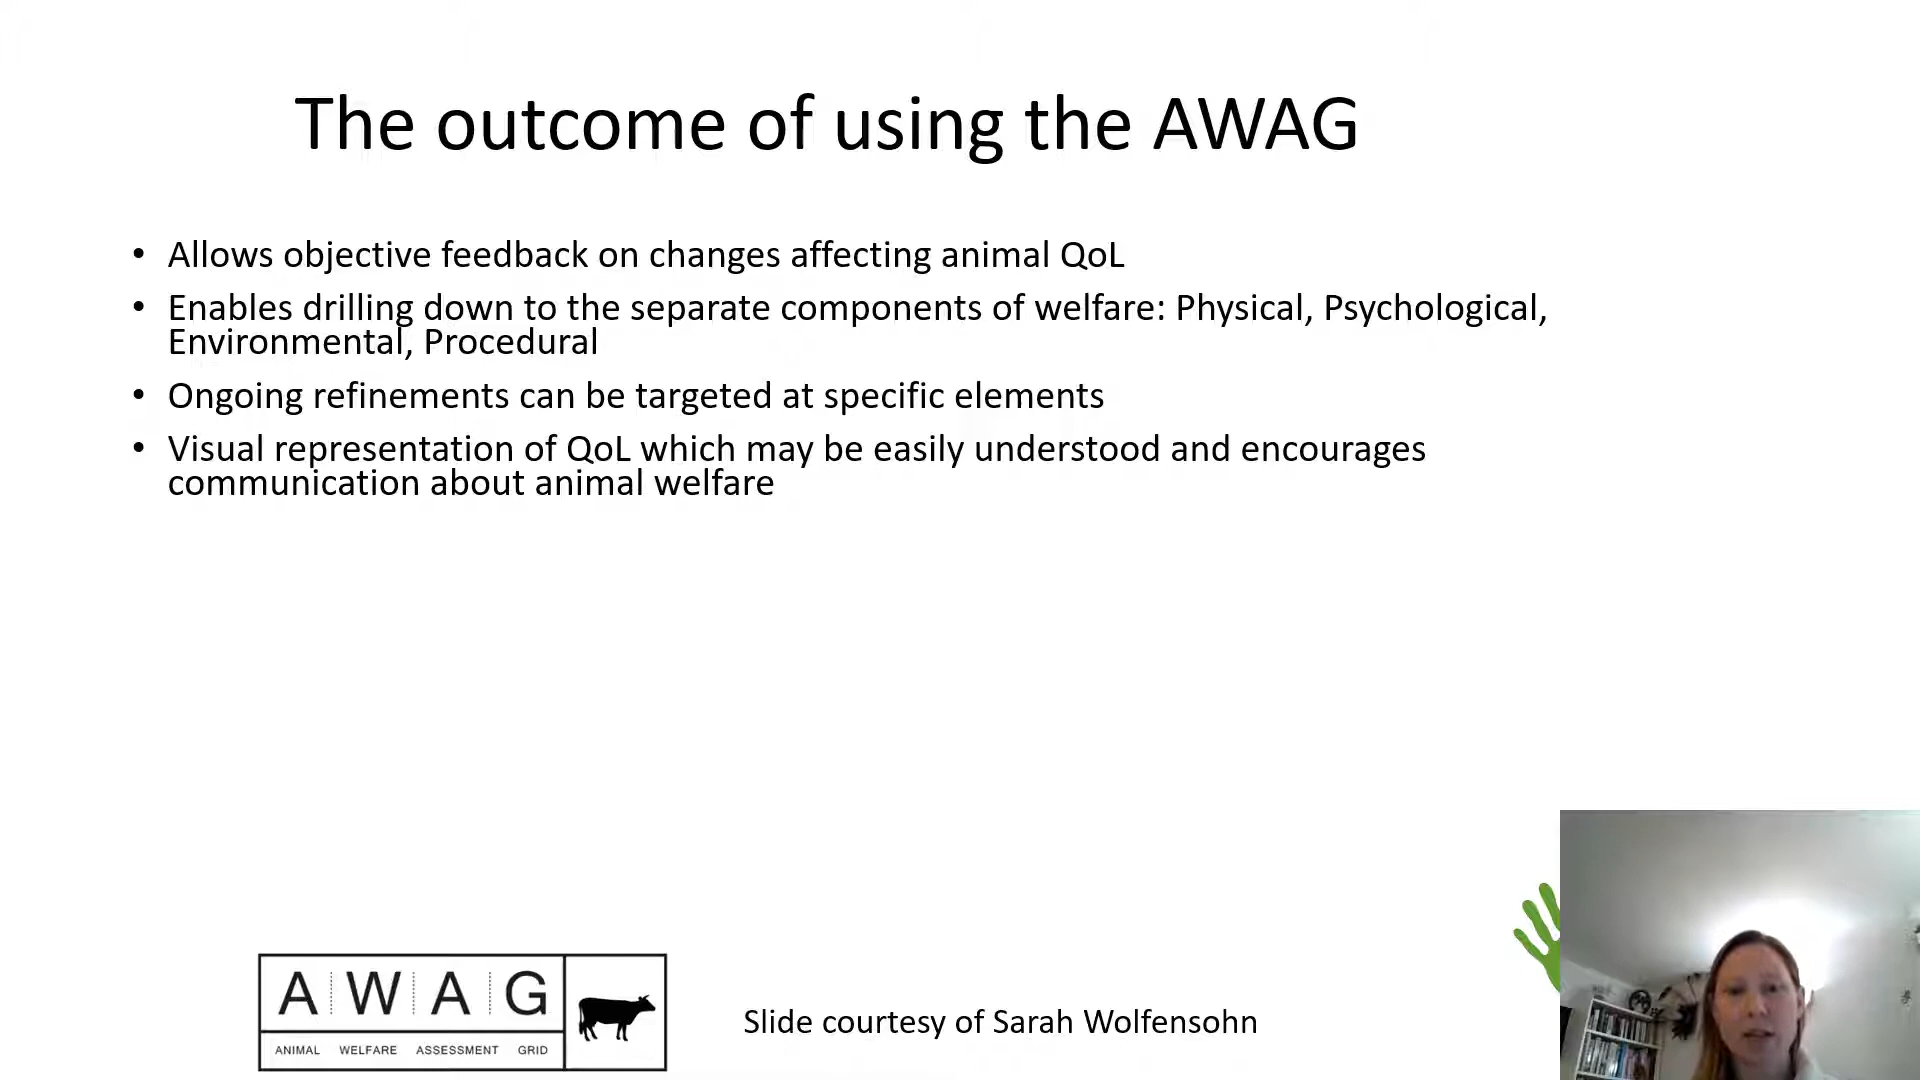 The outcome of using the AWAG
• Allows objective feedback on changes affecting animal QoL
• Enables drilling down to the separate components of welfare: Physical, Psychological,
Environmental, Procedural
• Ongoing refinements can be targeted at specific elements
• Visual representation of QoL which may be easily understood and encourages
communication about animal welfare
A W A G
ANIMAL WELFARE ASSESSMENT GRID
Slide courtesy of Sarah Wolfensohn